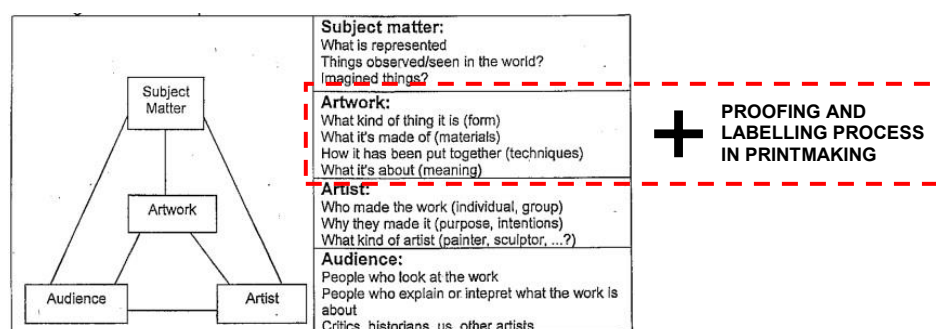 Subject
Matter
Artwork
Audience
Artist
Subject matter:
What is represented
Things observed/seen in the world?
Imagined things?
Artwork:
What kind of thing it is (form)
What it's made of (materials)
How it has been put together (techniques)
What it's about (meaning)
Artist:
Who made the work (individual, group)
Why they made it (purpose, intentions)
What kind of artist (painter, sculptor, ...?)
Audience:
People who look at the work
People who explain or intepret what the work is
about
Critics, historians, us, other artists
+
PROOFING AND
LABELLING PROCESS
IN PRINTMAKING